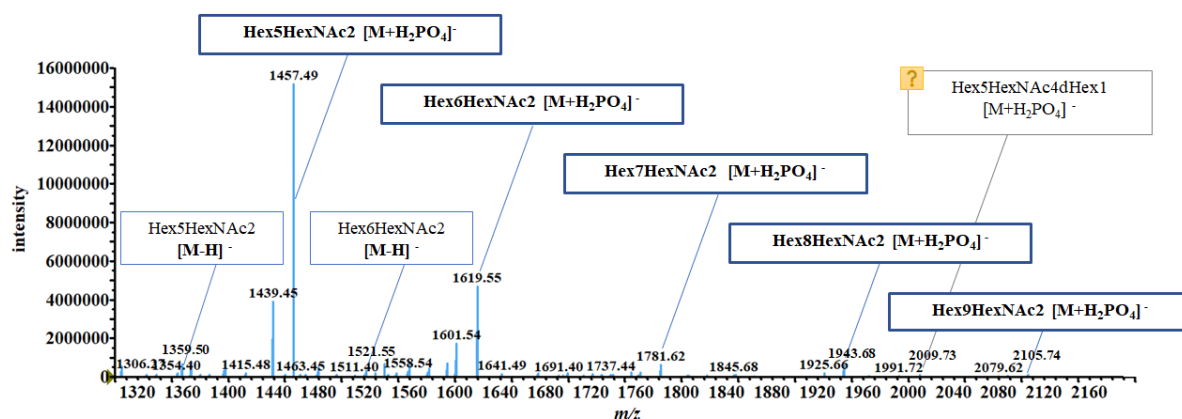 Hex5HexNAc2 [M+H₂PO₄]⁻
16000000
14000000
12000000
10000000
8000000
6000000
4000000
2000000
0
intensity
1457.49
Hex6HexNAc2 [M+H₂PO₄]⁻
?
Hex5HexNAc4dHex1
[M+H₂PO₄]⁻
Hex7HexNAc2 [M+H₂PO₄]⁻
Hex5HexNAc2
[M-H]⁻
Hex6HexNAc2
[M-H]⁻
Hex8HexNAc2 [M+H₂PO₄]⁻
Hex9HexNAc2 [M+H₂PO₄]⁻
1439.45
1619.55
1601.54
1354.40
1359.50
1415.48
1463.45
1511.40
1521.55
1558.54
1641.49
1691.40
1737.44
1781.62
1845.68
1925.66
1943.68
1991.72
2009.73
2079.62
2105.74
1320 1360 1400 1440 1480 1520 1560 1600 1640 1680 1720 1760 1800 1840 1880 1920 1960 2000 2040 2080 2120 2160
m/z